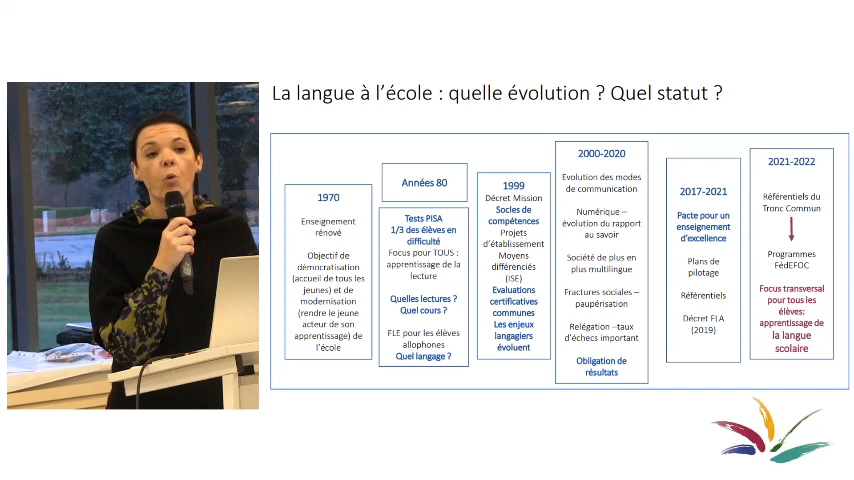 La langue à l'école : quelle évolution ? Quel statut ?
1970
Enseignement
rénové
Objectif de
démocratisation
(accueil de tous les
jeunes) et de
modernisation
(rendre le jeune
acteur de son
apprentissage) de
l'école
Années 80
Tests PISA
1/3 des élèves en
difficulté
Focus pour TOUS :
apprentissage de la
lecture
Quelles lectures ?
Quel cours ?
FLE pour les élèves
allophones
Quel langage ?
1999
Décret Mission
Socles de
compétences
Projets
d'établissement
Moyens
différenciés
(ISE)
Evaluations
certificatives
communes
Les enjeux
langagiers
évoluent
2000-2020
Evolution des modes
de communication
Numérique –
évolution du rapport
au savoir
Société de plus en
plus multilingue
Fractures sociales –
paupérisation
Relégation –taux
d'échecs important
Obligation de
résultats
2017-2021
Pacte pour un
enseignement
d'excellence
Plans de
pilotage
Référentiels
Décret FLA
(2019)
2021-2022
Référentiels du
Tronc Commun
Programmes
FédEFOC
Focus transversal
pour tous les
élèves:
apprentissage de
la langue
scolaire